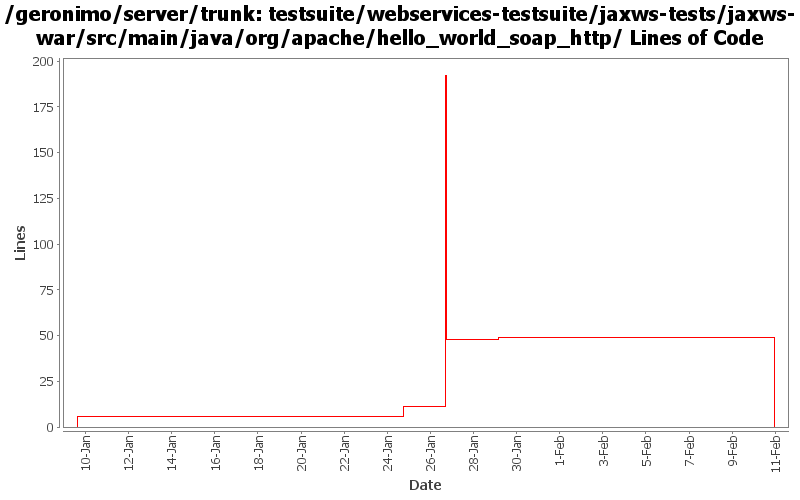 /geronimo/server/trunk: testsuite/webservices-testsuite/jaxws-tests/jaxws-
war/src/main/java/org/apache/hello_world_soap_http/ Lines of Code
200
175
150
125
100
75
50
25
0
Lines
10-Jan
12-Jan
14-Jan
16-Jan
18-Jan
20-Jan
22-Jan
24-Jan
26-Jan
28-Jan
30-Jan
1-Feb
3-Feb
5-Feb
7-Feb
9-Feb
11-Feb
Date